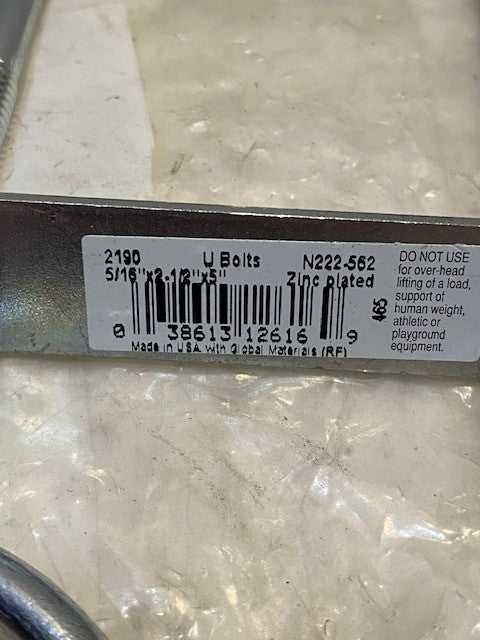 2190 U Bolts N222-562
5/16"x2-1/2"x5" Zinc plated
0 38613 12616 9
Made in USA with Global Materials (RF)
465
DO NOT USE
for over-head
lifting of a load,
support of
human weight,
athletic or
playground
equipment.